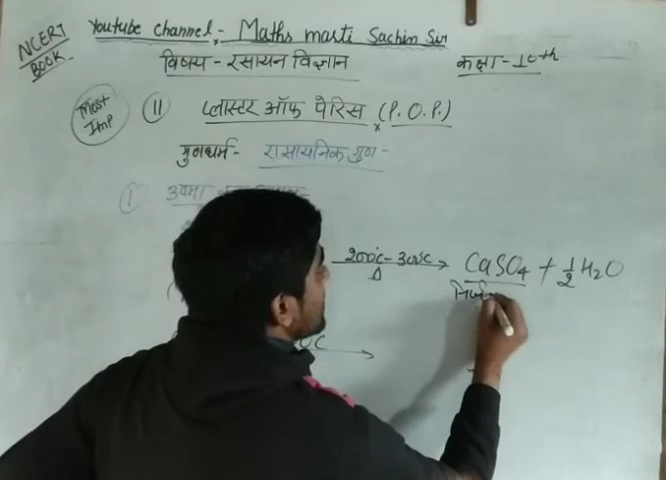 NCERT BOOK
Youtube channel - Maths masti Sachin Sir
विषय - रसायन विज्ञान कक्षा - 10th
Most Imp
(II) प्लास्टर ऑफ पेरिस (P.O.P.)
गुणधर्म - रासायनिक गुण -
(I) उष्मा
200°C - 300°C
Δ
CaSO₄ + 1/2 H₂O
°C